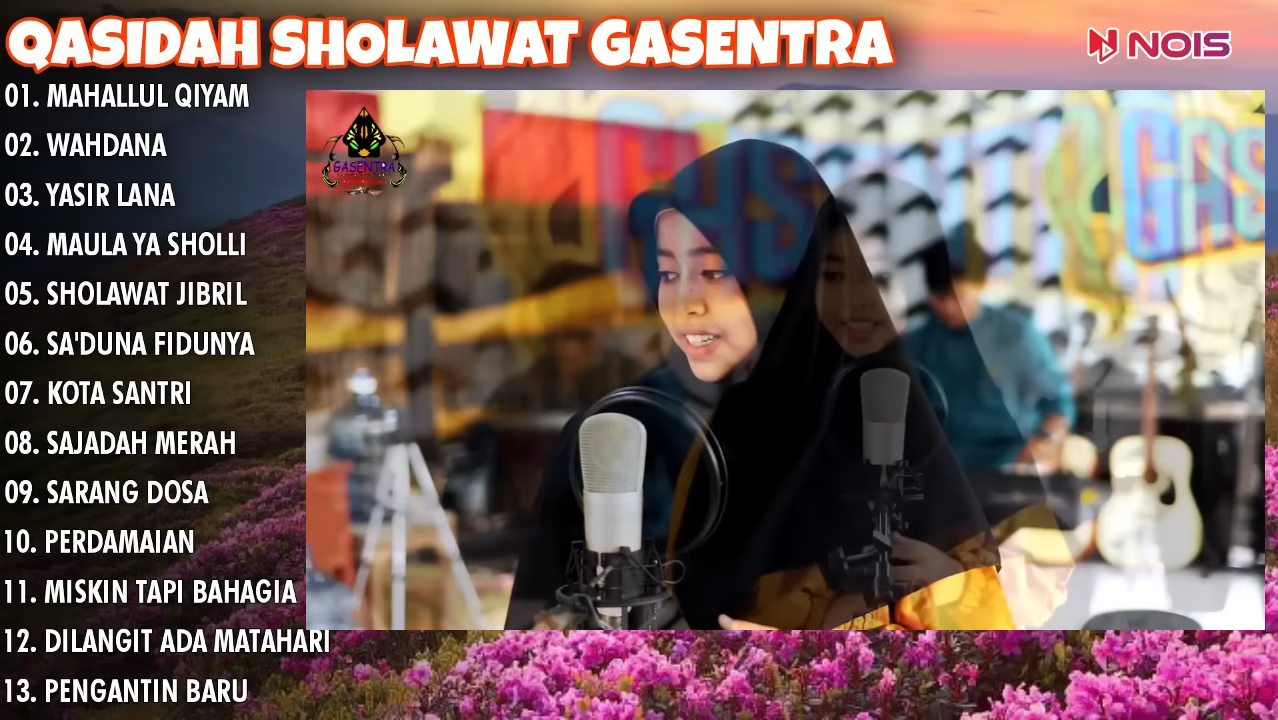 QASIDAH SHOLAWAT GASENTRA
NOIS
01. MAHALLUL QIYAM
02. WAHDANA
03. YASIR LANA
04. MAULA YA SHOLLI
05. SHOLAWAT JIBRIL
06. SA'DUNA FIDUNYA
07. KOTA SANTRI
08. SAJADAH MERAH
09. SARANG DOSA
10. PERDAMAIAN
11. MISKIN TAPI BAHAGIA
12. DILANGIT ADA MATAHARI
13. PENGANTIN BARU
GASENTRA
GAS